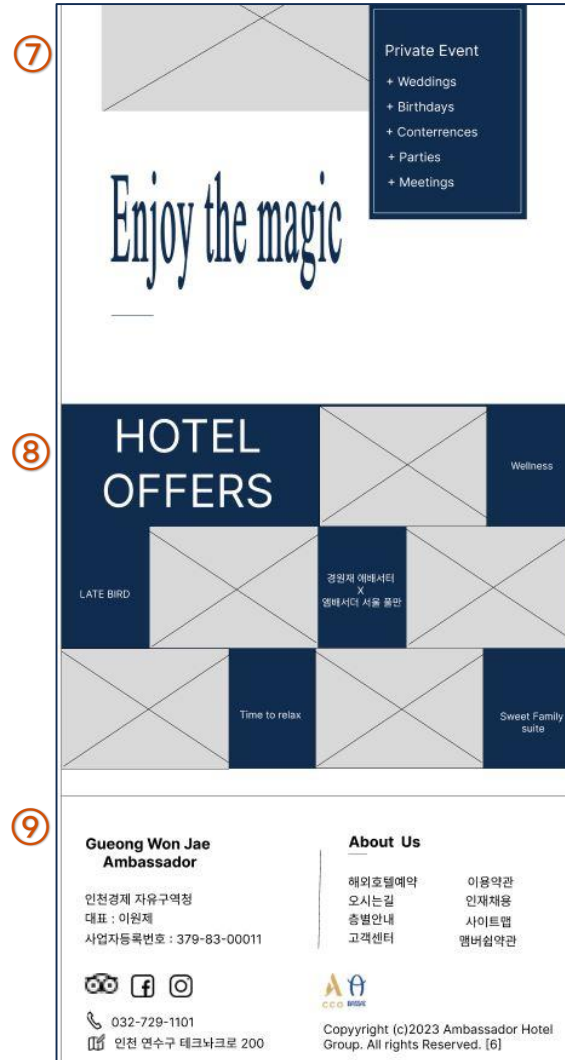 ⑦
Private Event
+ Weddings
+ Birthdays
+ Conterrences
+ Parties
+ Meetings
Enjoy the magic
⑧
HOTEL
OFFERS
Wellness
LATE BIRD
경원재 애배서터
X
엠배서더 서울 풀만
Time to relax
Sweet Family
suite
⑨
Gueong Won Jae
Ambassador
인천경제 자유구역청
대표 : 이원제
사업자등록번호 : 379-83-00011
032-729-1101
인천 연수구 테크놔크로 200
About Us
해외호텔예약
이용약관
오시는길
인재채용
층별안내
사이트맵
고객센터
맴버쉽약관
CCO
Copyyright (c)2023 Ambassador Hotel
Group. All rights Reserved. [6]